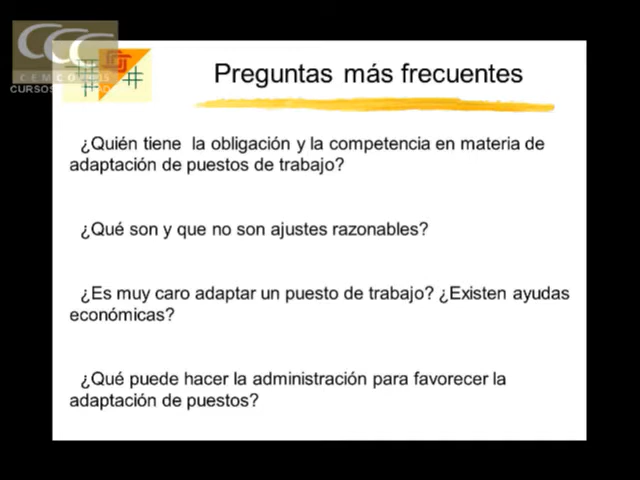 CCC
CEMCOURSES
CURSOS
Preguntas más frecuentes
¿Quién tiene la obligación y la competencia en materia de
adaptación de puestos de trabajo?
¿Qué son y que no son ajustes razonables?
¿Es muy caro adaptar un puesto de trabajo? ¿Existen ayudas
económicas?
¿Qué puede hacer la administración para favorecer la
adaptación de puestos?